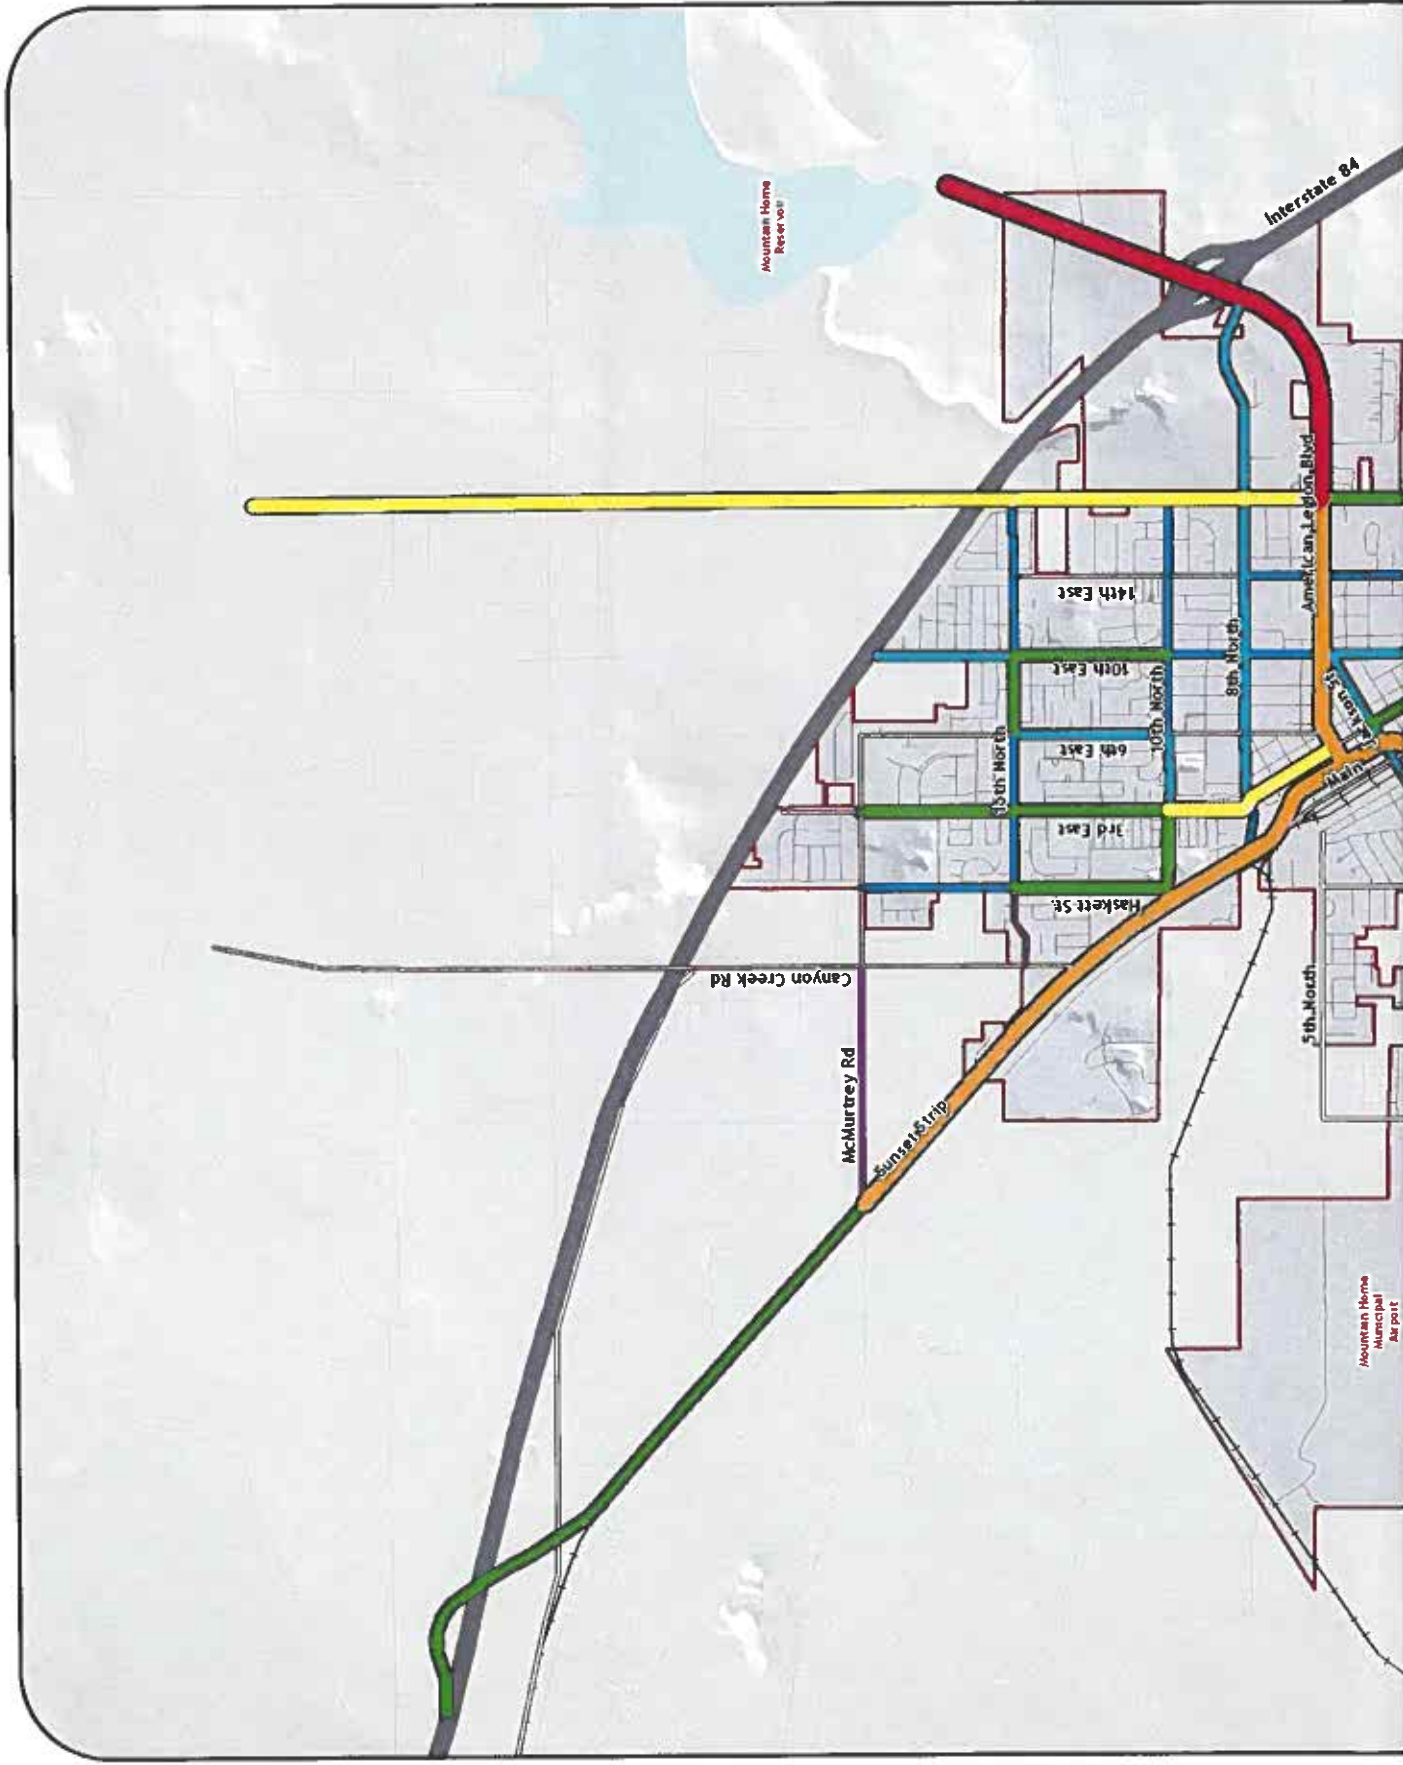 Mountain Home
Reservoir
Interstate 84
American Legion Blvd
14th East
10th East
8th North
10th North
6th East
15th North
Jackson St
Main
3rd East
Haskett St.
Canyon Creek Rd
5th North
McMurtrey Rd
Sunset Strip
Mountain Home
Municipal
Airport